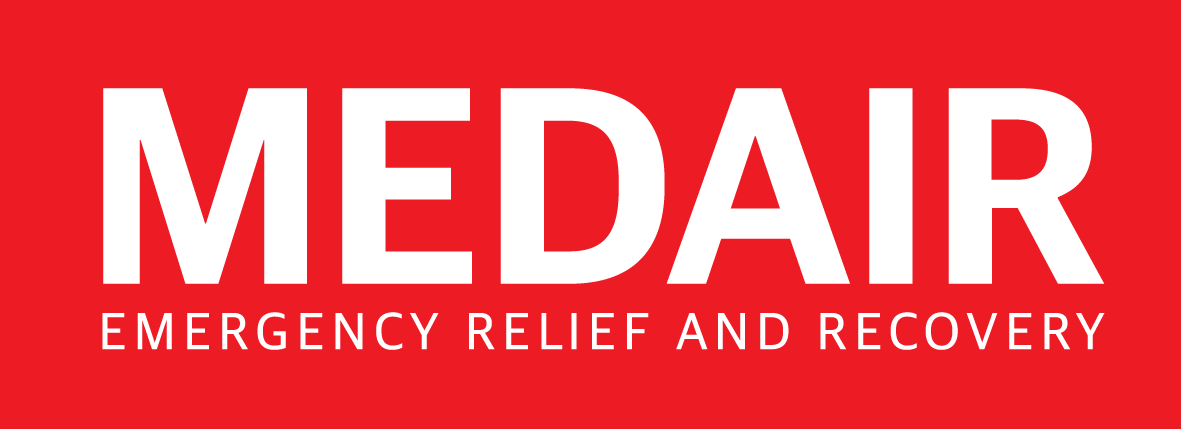 MEDAIR
EMERGENCY RELIEF AND RECOVERY